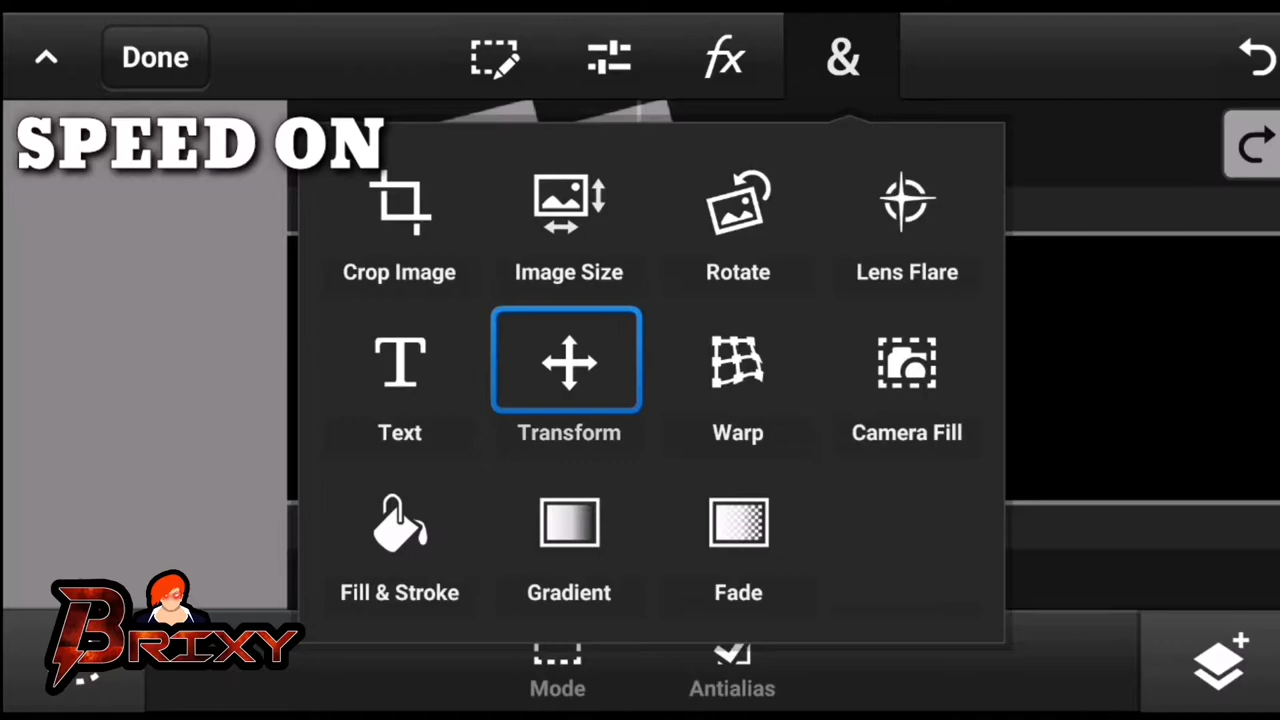 Done
fx
&
SPEED ON
Crop Image
Image Size
Rotate
Lens Flare
T
Text
Transform
Warp
Camera Fill
Fill & Stroke
Gradient
Fade
BRIXY
Mode
Antialias